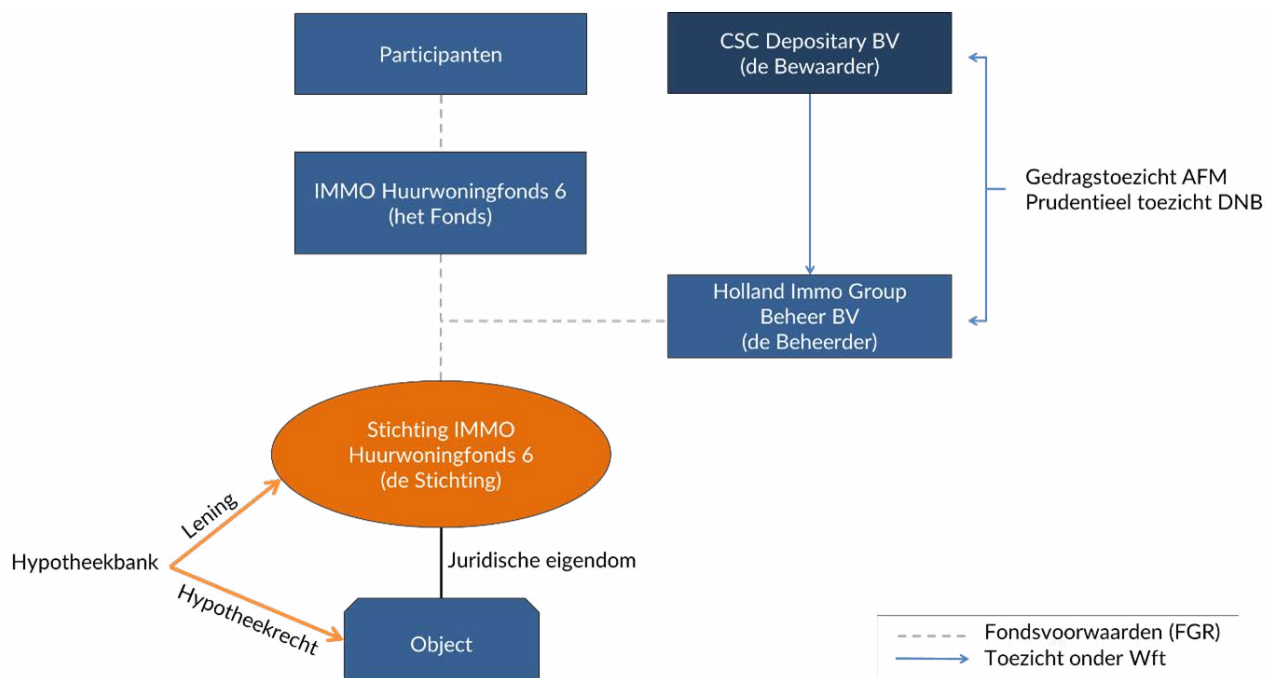 Participanten
CSC Depositary BV
(de Bewaarder)
IMMO Huurwoningfonds 6
(het Fonds)
Gedragstoezicht AFM
Prudentieel toezicht DNB
Holland Immo Group
Beheer BV
(de Beheerder)
Stichting IMMO
Huurwoningfonds 6
(de Stichting)
Lening
Hypotheekbank
Juridische eigendom
Hypotheekrecht
Object
Fondsvoorwaarden (FGR)
Toezicht onder Wft